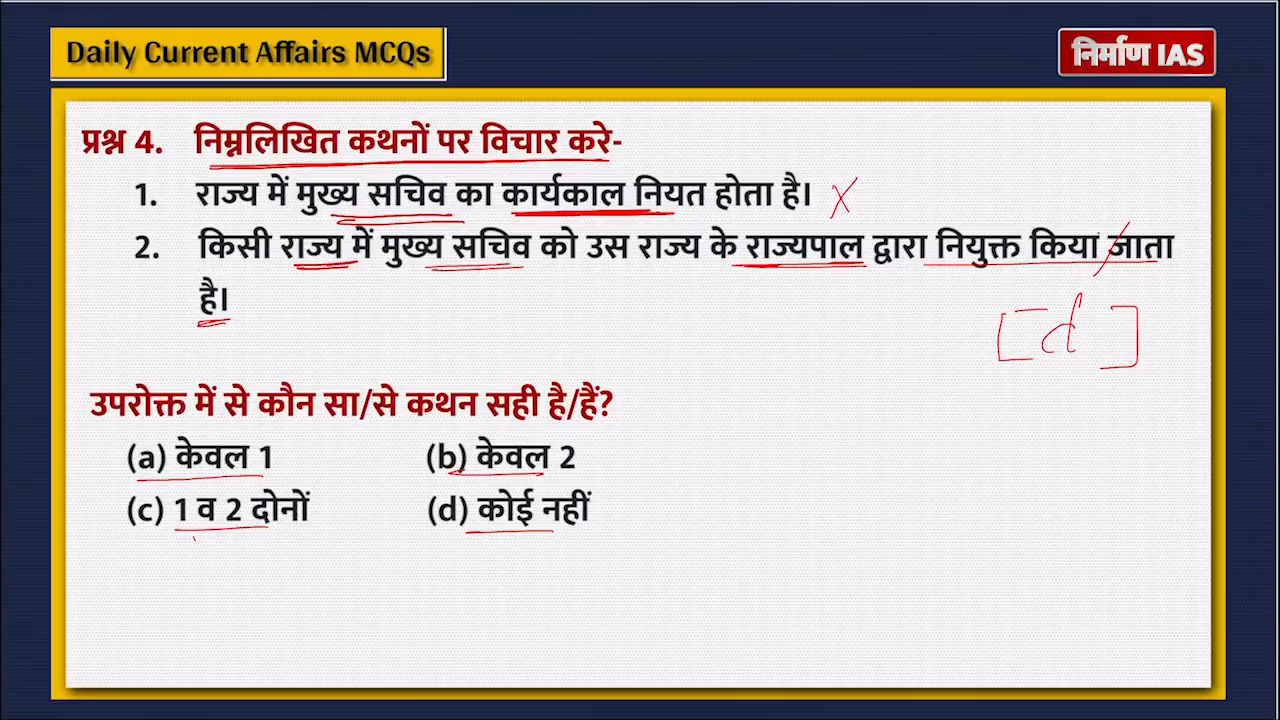 Daily Current Affairs MCQs
निर्माण IAS
प्रश्न 4. निम्नलिखित कथनों पर विचार करे-
1. राज्य में मुख्य सचिव का कार्यकाल नियत होता है। X
2. किसी राज्य में मुख्य सचिव को उस राज्य के राज्यपाल द्वारा नियुक्त किया जाता
है।
[d]
उपरोक्त में से कौन सा/से कथन सही है/हैं?
(a) केवल 1 (b) केवल 2
(c) 1 व 2 दोनों (d) कोई नहीं